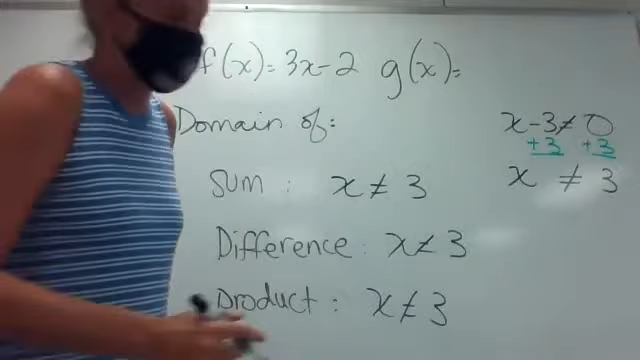 f(x)= 3x-2 g(x)=
Domain of:
x-3≠0
+3 +3
x ≠ 3
Sum : x ≠ 3
Difference: x ≠ 3
Product : x ≠ 3